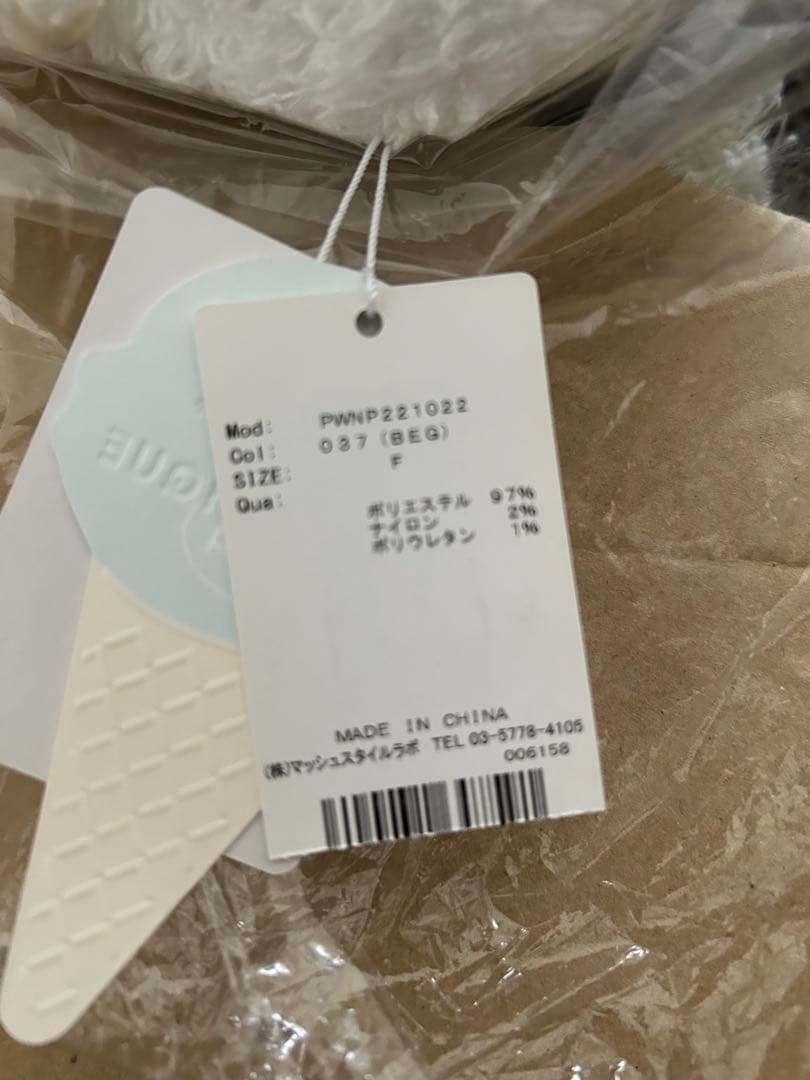 Mod: PWNP221022
Col: 037 (BEG)
SIZE: F
Qua: ポリエステル 97%
ナイロン 2%
ポリウレタン 1%
MADE IN CHINA
(株)マッシュスタイルラボ TEL 03-5778-4105
006158